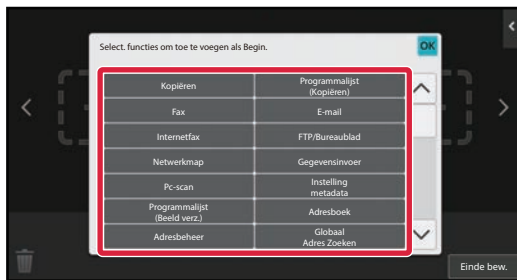 Select. functies om toe te voegen als Begin.
OK
Kopiëren
Programmalijst
(Kopiëren)
Fax
E-mail
Internetfax
FTP/Bureaublad
Netwerkmap
Gegevensinvoer
Pc-scan
Instelling
metadata
Programmalijst
(Beeld verz.)
Adresboek
Adresbeheer
Globaal
Adres Zoeken
Einde bew.